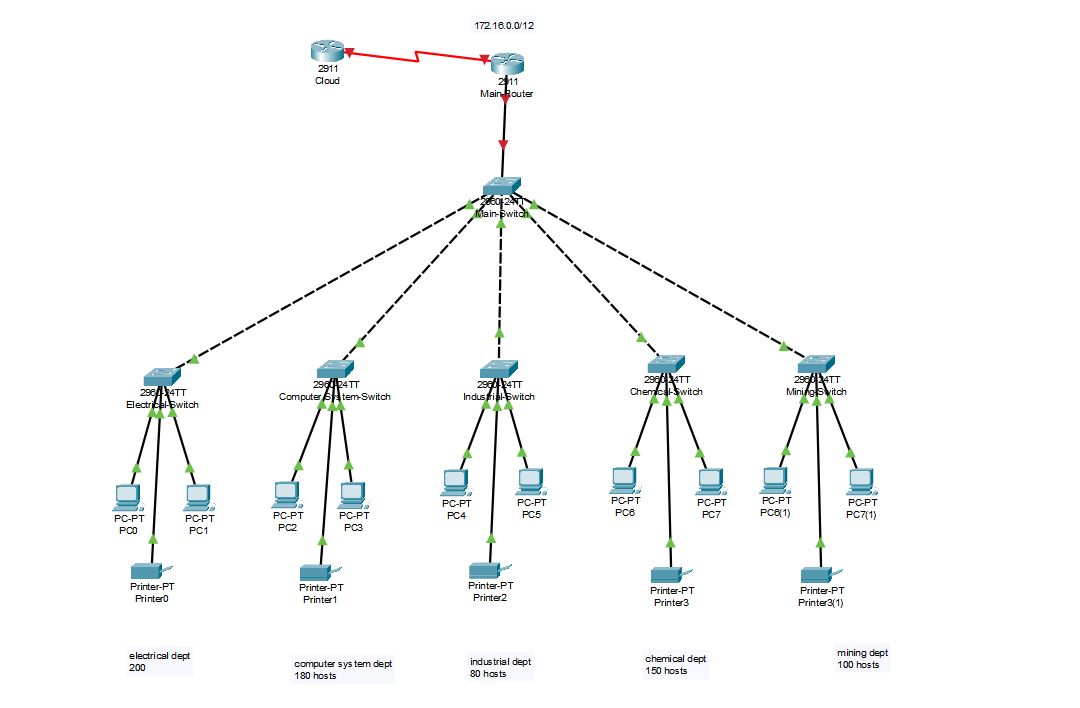 172.16.0.0/12
2911
Cloud
2911
Main-Router
2960-24TT
Main-Switch
2960-24TT
Electrical-Switch
2960-24TT
Computer-System-Switch
2960-24TT
Industrial-Switch
2960-24TT
Chemical-Switch
2960-24TT
Mining-Switch
PC-PT
PC0
PC-PT
PC1
PC-PT
PC2
PC-PT
PC3
PC-PT
PC4
PC-PT
PC5
PC-PT
PC6
PC-PT
PC7
PC-PT
PC6(1)
PC-PT
PC7(1)
Printer-PT
Printer0
Printer-PT
Printer1
Printer-PT
Printer2
Printer-PT
Printer3
Printer-PT
Printer3(1)
electrical dept
200
computer system dept
180 hosts
industrial dept
80 hosts
chemical dept
150 hosts
mining dept
100 hosts